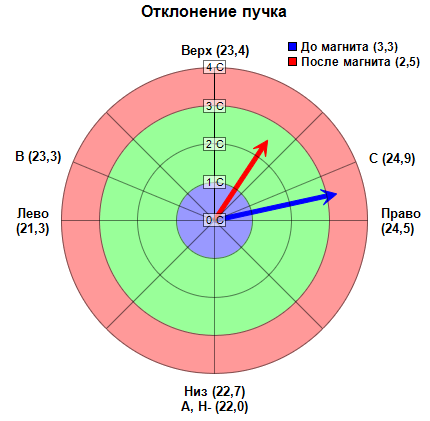 Отклонение пучка
До магнита (3,3)
После магнита (2,5)
Верх (23,4)
4 C
3 C
2 C
1 C
0 C
В (23,3)
С (24,9)
Лево
(21,3)
Право
(24,5)
Низ (22,7)
А, Н- (22,0)